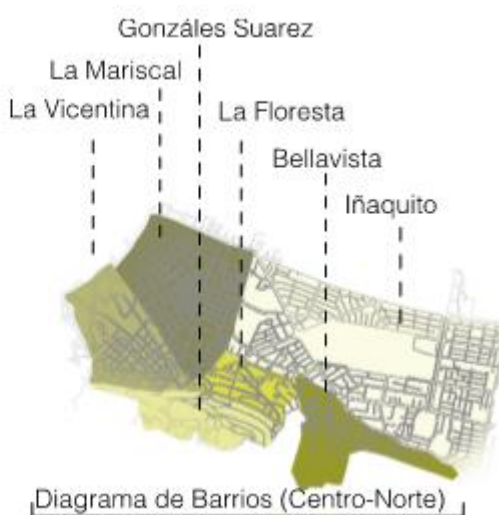 Gonzáles Suarez
La Mariscal
La Vicentina
La Floresta
Bellavista
Iñaquito
Diagrama de Barrios (Centro-Norte)